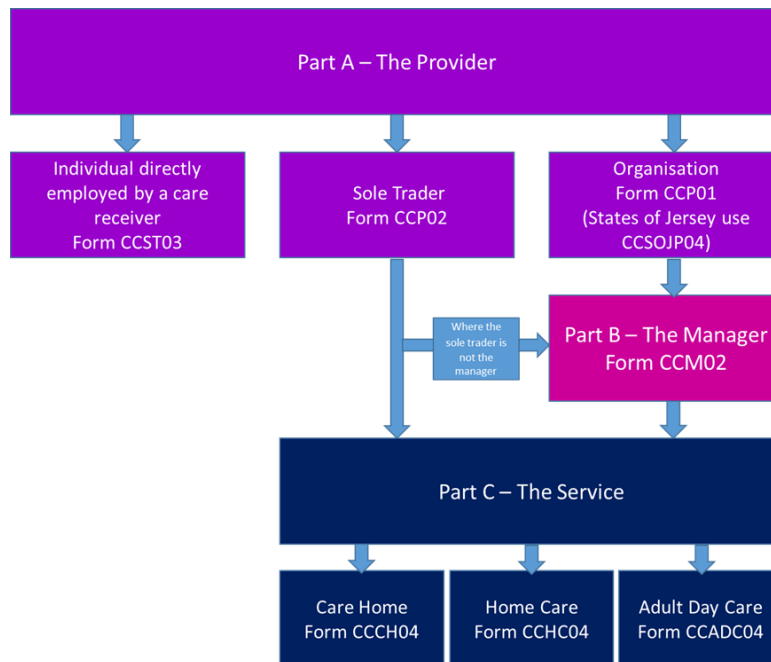 Part A – The Provider
Individual directly
employed by a care
receiver
Form CCST03
Sole Trader
Form CCP02
Organisation
Form CCP01
(States of Jersey use
CCSOJP04)
Where the
sole trader is
not the
manager
Part B – The Manager
Form CCM02
Part C – The Service
Care Home
Form CCCH04
Home Care
Form CCHC04
Adult Day Care
Form CCADC04